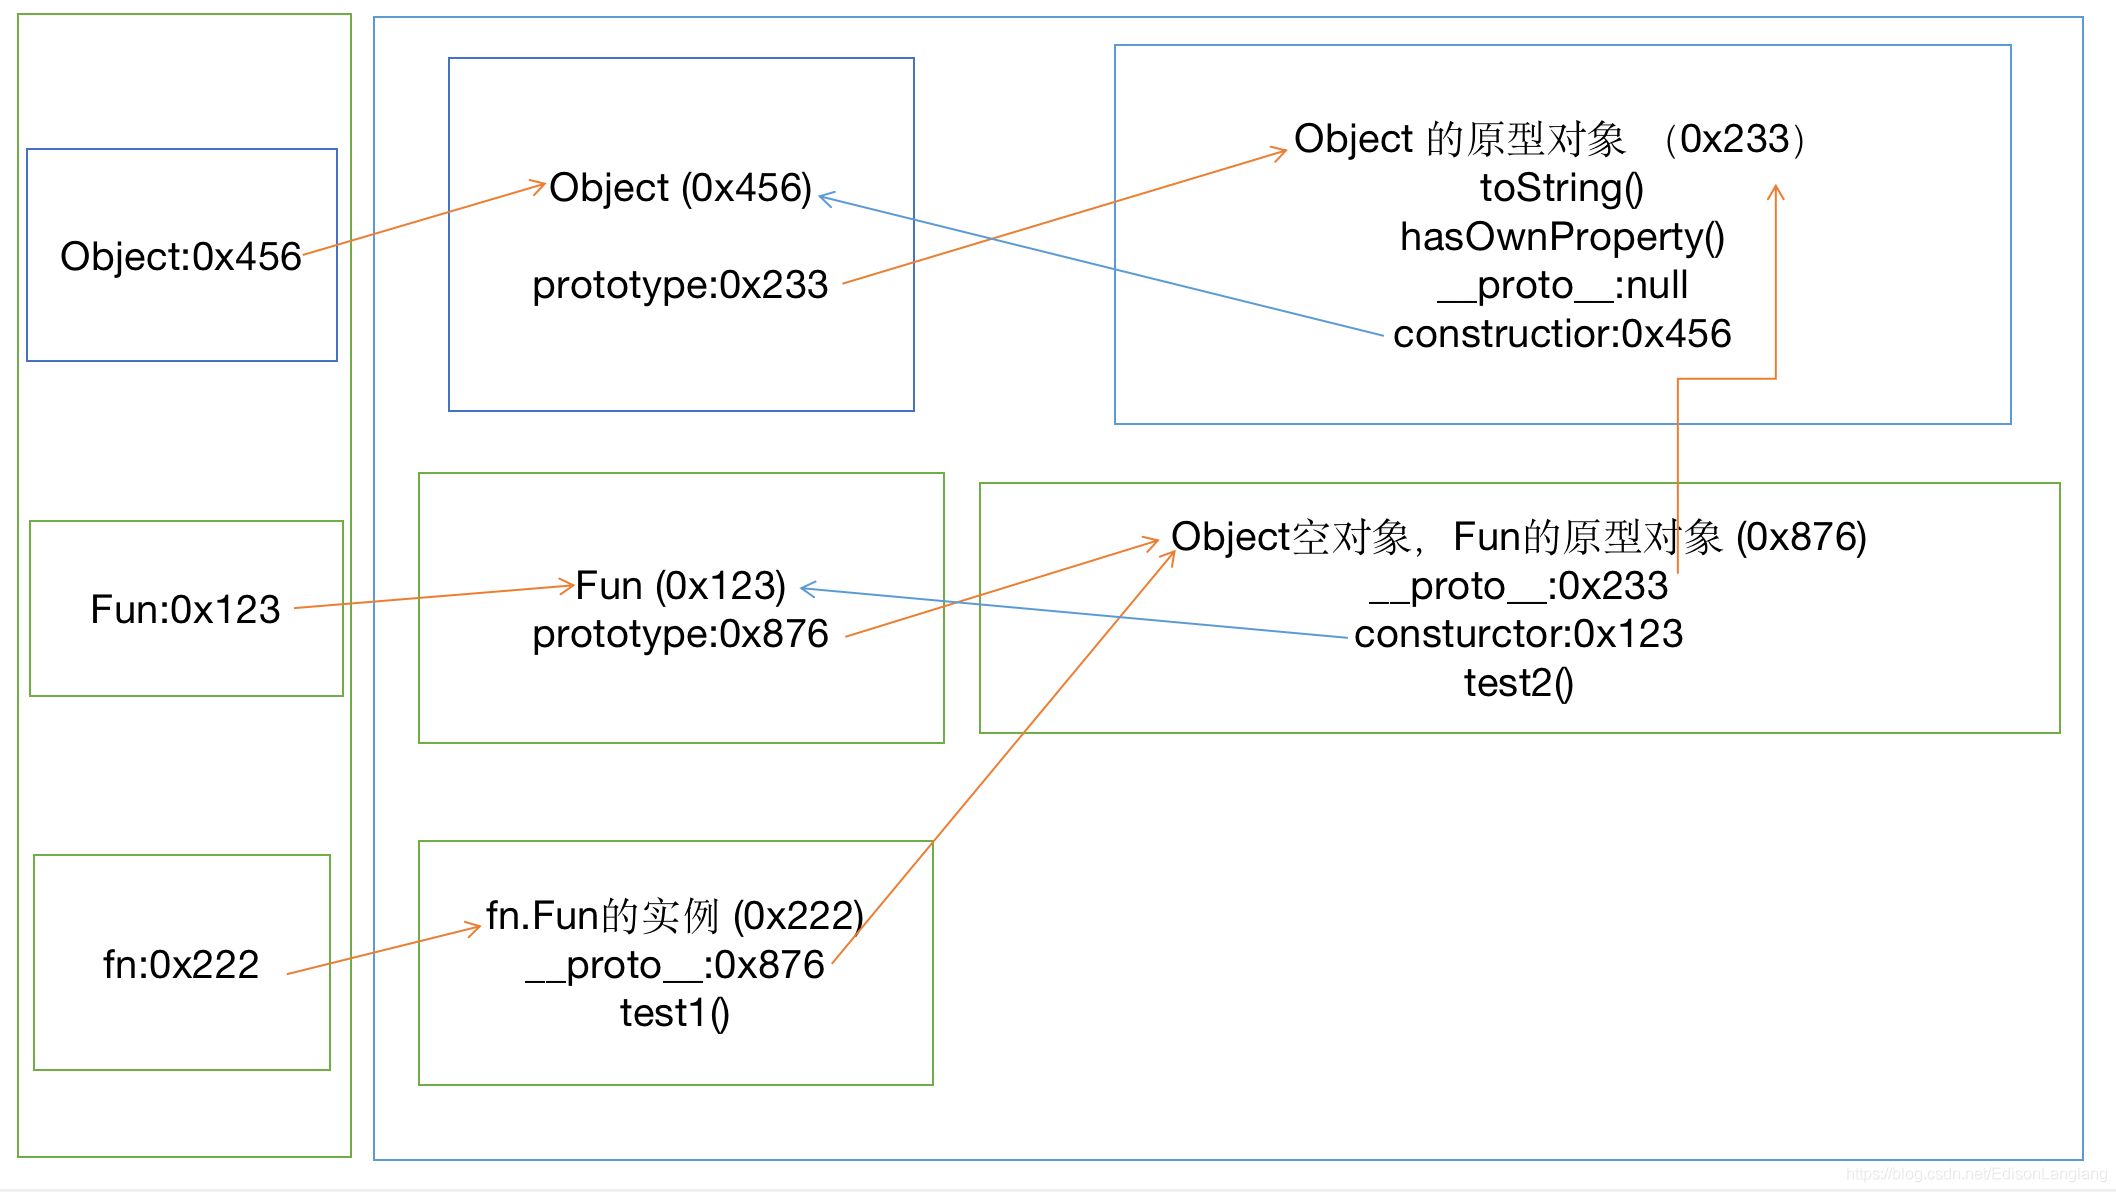 Object:0x456
Object (0x456)
prototype:0x233
Object 的原型对象 （0x233）
toString()
hasOwnProperty()
__proto__:null
constructior:0x456
Fun:0x123
Fun (0x123)
prototype:0x876
Object空对象，Fun的原型对象 (0x876)
__proto__:0x233
consturctor:0x123
test2()
fn:0x222
fn.Fun的实例 (0x222)
__proto__:0x876
test1()
https://blog.csdn.net/EdisonLangiang